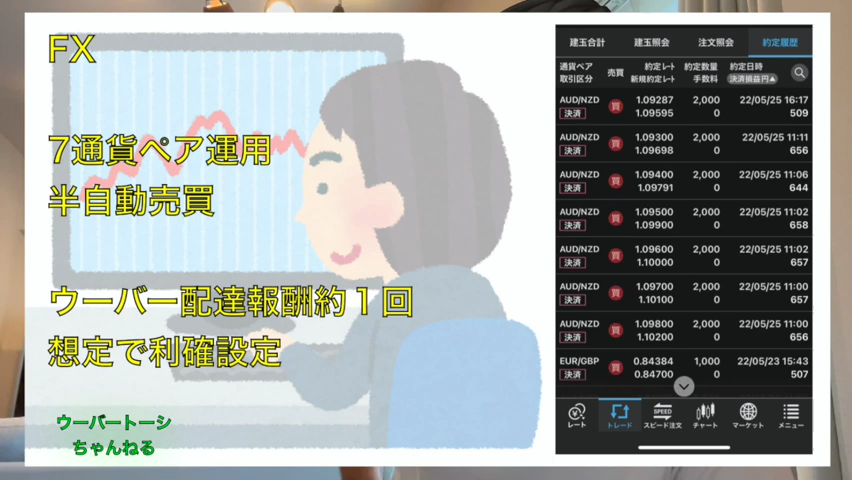 FX
7通貨ペア運用
半自動売買
ウーバー配達報酬約１回
想定で利確設定
ウーバートーシ
ちゃんねる
建玉合計 建玉照会 注文照会 約定履歴
通貨ペア 売買 約定レート 約定数量 約定日時
取引区分 新規約定レート 手数料 決済損益円▲
AUD/NZD 買 1.09287 2,000 22/05/25 16:17
決済 1.09595 0 509
AUD/NZD 買 1.09300 2,000 22/05/25 11:11
決済 1.09698 0 656
AUD/NZD 買 1.09400 2,000 22/05/25 11:06
決済 1.09791 0 644
AUD/NZD 買 1.09500 2,000 22/05/25 11:02
決済 1.09900 0 658
AUD/NZD 買 1.09600 2,000 22/05/25 11:02
決済 1.10000 0 657
AUD/NZD 買 1.09700 2,000 22/05/25 11:00
決済 1.10100 0 657
AUD/NZD 買 1.09800 2,000 22/05/25 11:00
決済 1.10200 0 656
EUR/GBP 買 0.84384 1,000 22/05/23 15:43
決済 0.84700 0 507
SPEED
レート トレード スピード注文 チャート マーケット メニュー